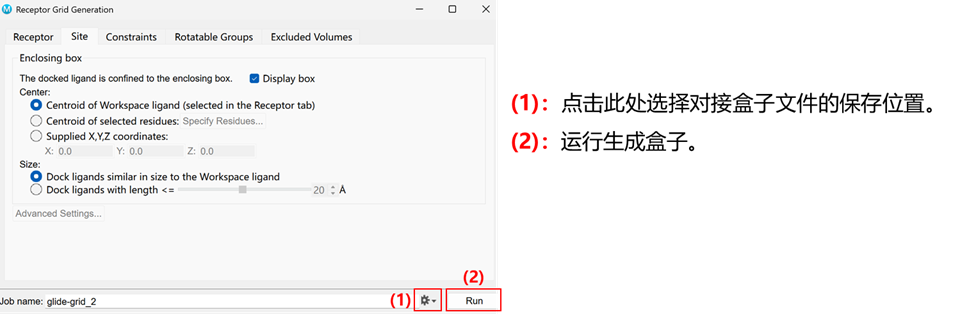 Receptor Grid Generation
Receptor Site Constraints Rotatable Groups Excluded Volumes
Enclosing box
The docked ligand is confined to the enclosing box. Display box
Center:
Centroid of Workspace ligand (selected in the Receptor tab)
Centroid of selected residues: Specify Residues...
Supplied X,Y,Z coordinates:
X: 0.0 Y: 0.0 Z: 0.0
Size:
Dock ligands similar in size to the Workspace ligand
Dock ligands with length <= 20 Å
Advanced Settings...
(2)
Job name: glide-grid_2 (1) Run
(1)：点击此处选择对接盒子文件的保存位置。
(2)：运行生成盒子。